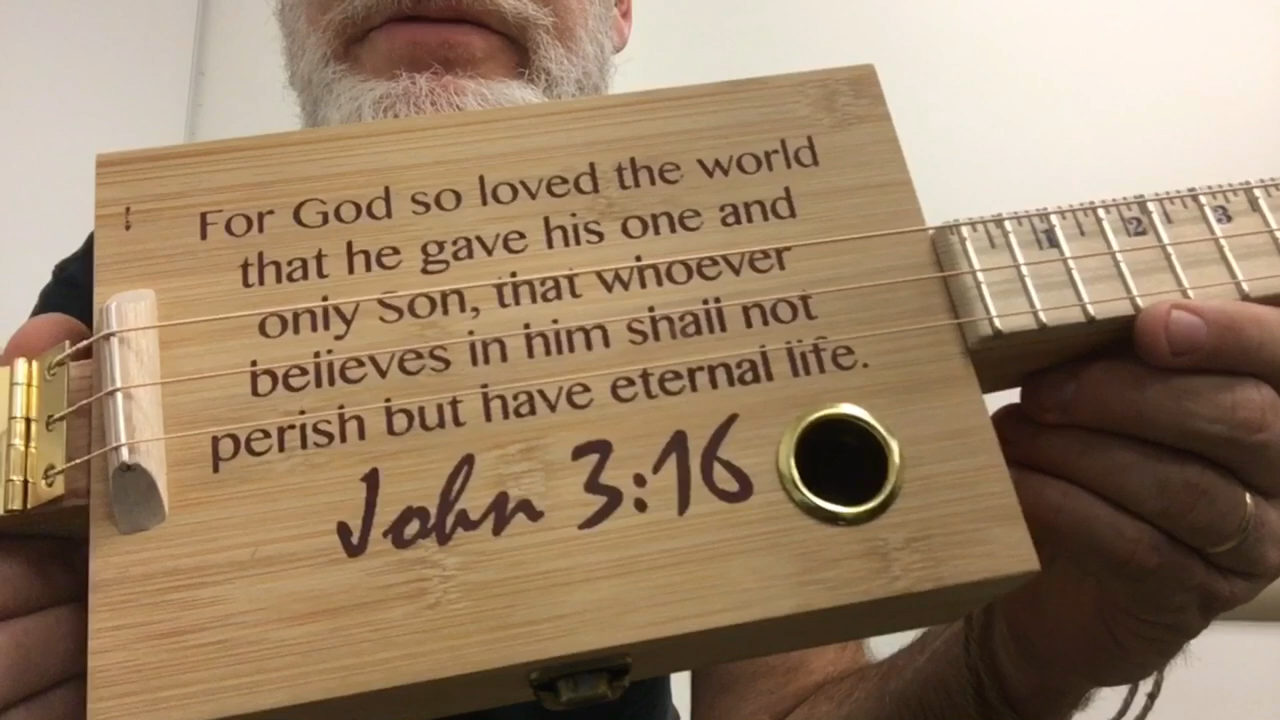 For God so loved the world
that he gave his one and
only Son, that whoever
believes in him shall not
perish but have eternal life.
John 3:16
1 2 3